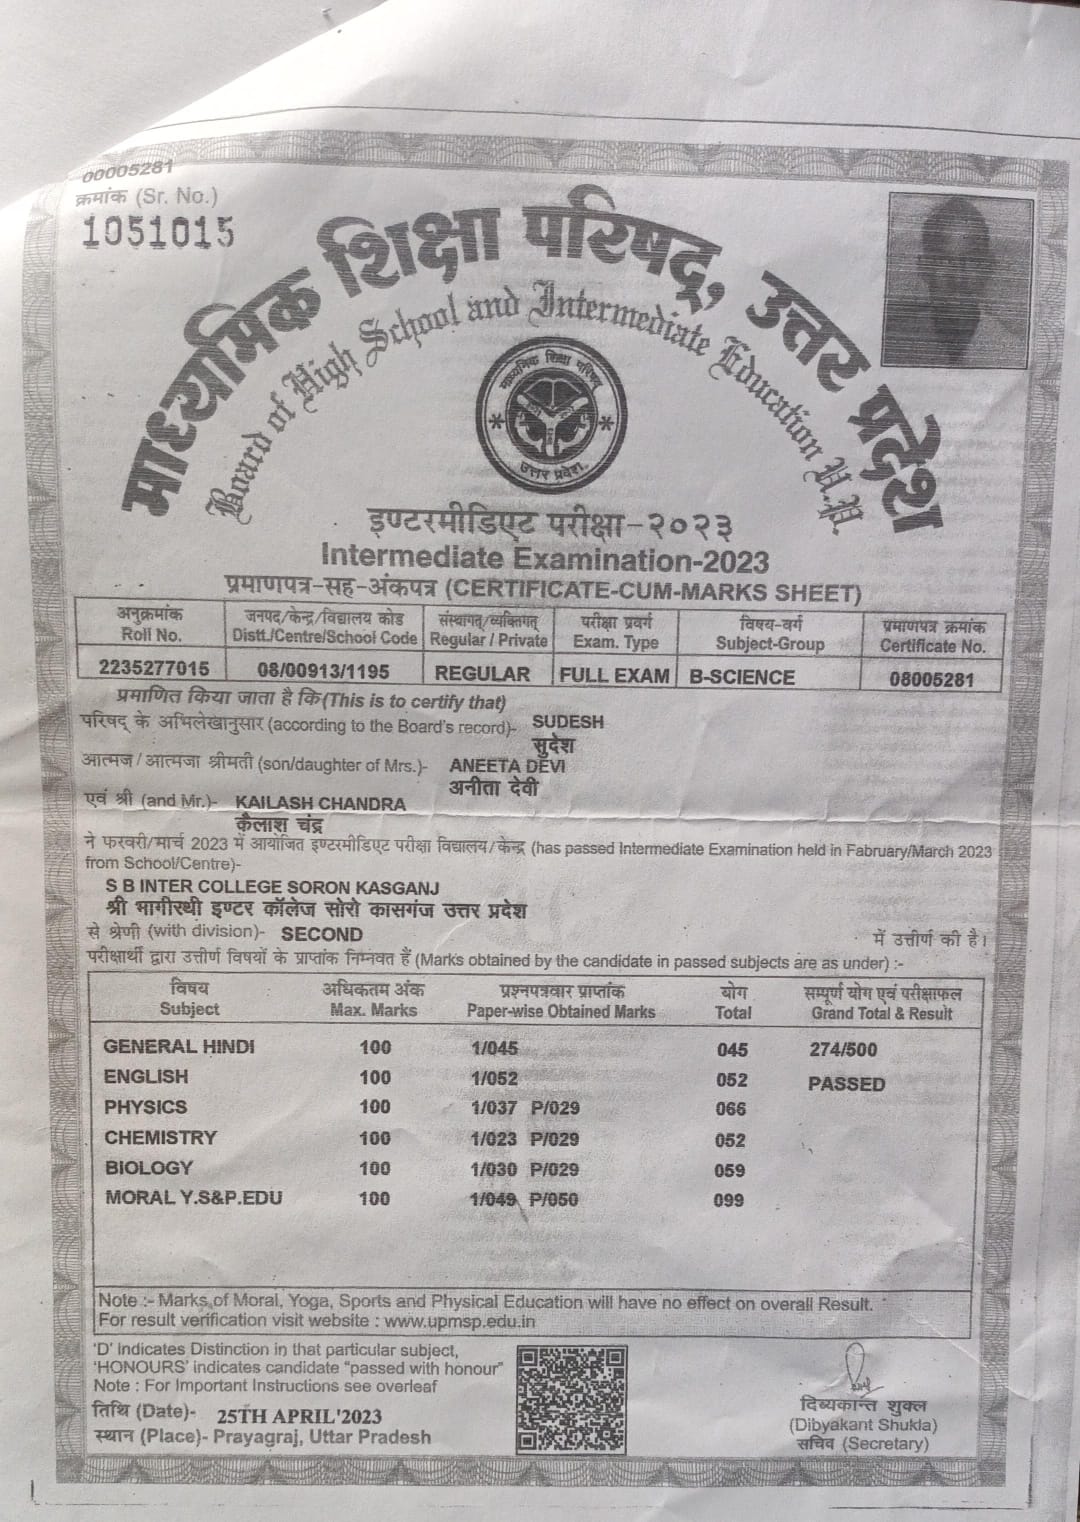 00005281
क्रमांक (Sr. No.)
1051015
माध्यमिक शिक्षा परिषद्, उत्तर प्रदेश
Board of High School and Intermediate Education U.P.
माध्यमिक शिक्षा परिषद्
उत्तर प्रदेश
इण्टरमीडिएट परीक्षा-२०२३
Intermediate Examination-2023
प्रमाणपत्र-सह-अंकपत्र (CERTIFICATE-CUM-MARKS SHEET)
अनुक्रमांक जनपद/केन्द्र/विद्यालय कोड संस्थागत्/व्यक्तिगत् परीक्षा प्रवर्ग विषय-वर्ग प्रमाणपत्र क्रमांक
Roll No. Distt./Centre/School Code Regular / Private Exam. Type Subject-Group Certificate No.
2235277015 08/00913/1195 REGULAR FULL EXAM B-SCIENCE 08005281
प्रमाणित किया जाता है कि(This is to certify that)
परिषद् के अभिलेखानुसार (according to the Board's record)- SUDESH
सुदेश
आत्मज/आत्मजा श्रीमती (son/daughter of Mrs.)- ANEETA DEVI
अनीता देवी
एवं श्री (and Mr.)- KAILASH CHANDRA
कैलाश चंद्र
ने फरवरी/मार्च 2023 में आयोजित इण्टरमीडिएट परीक्षा विद्यालय/केन्द्र (has passed Intermediate Examination held in Fabruary/March 2023
from School/Centre)-
S B INTER COLLEGE SORON KASGANJ
श्री भागीरथी इण्टर कॉलेज सोरो कासगंज उत्तर प्रदेश
से श्रेणी (with division)- SECOND में उत्तीर्ण की है।
परीक्षार्थी द्वारा उत्तीर्ण विषयों के प्राप्तांक निम्नवत हैं (Marks obtained by the candidate in passed subjects are as under) :-
विषय अधिकतम अंक प्रश्नपत्रवार प्राप्तांक योग सम्पूर्ण योग एवं परीक्षाफल
Subject Max. Marks Paper-wise Obtained Marks Total Grand Total & Result
GENERAL HINDI 100 1/045 045 274/500
ENGLISH 100 1/052 052 PASSED
PHYSICS 100 1/037 P/029 066
CHEMISTRY 100 1/023 P/029 052
BIOLOGY 100 1/030 P/029 059
MORAL Y.S&P.EDU 100 1/049 P/050 099
Note :- Marks of Moral, Yoga, Sports and Physical Education will have no effect on overall Result.
For result verification visit website : www.upmsp.edu.in
'D' Indicates Distinction in that particular subject,
'HONOURS' indicates candidate "passed with honour"
Note : For Important Instructions see overleaf
तिथि (Date)- 25TH APRIL'2023
स्थान (Place)- Prayagraj, Uttar Pradesh
दिब्यकान्त शुक्ल
(Dibyakant Shukla)
सचिव (Secretary)